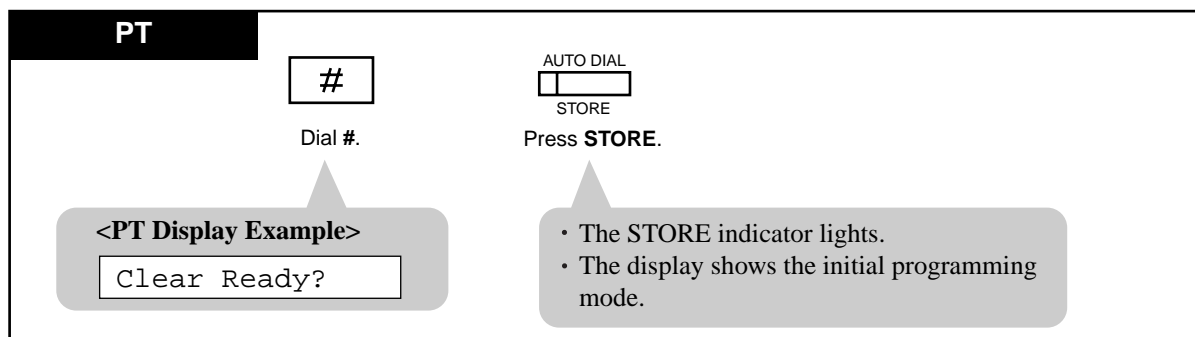 PT
#
AUTO DIAL
STORE
Dial #.
Press STORE.
<PT Display Example>
Clear Ready?
・The STORE indicator lights.
・The display shows the initial programming
mode.